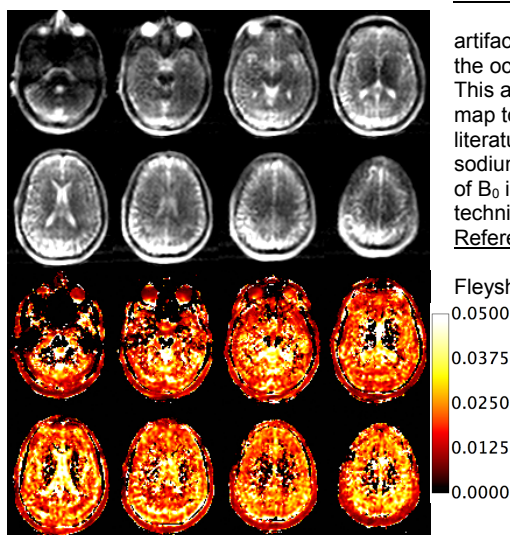 artifac
the oc
This a
map to
literatu
sodium
of B₀ i
techni
Refere
Fleysh
0.0500
0.0375
0.0250
0.0125
0.0000